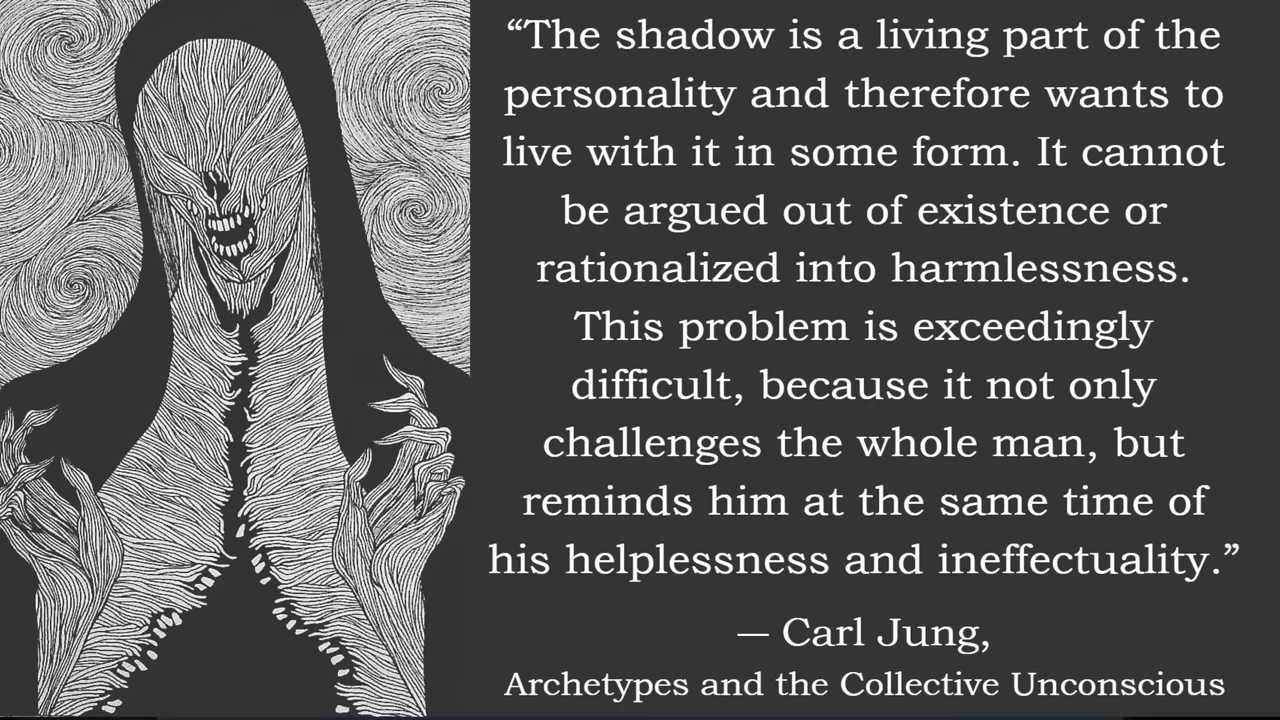 “The shadow is a living part of the
personality and therefore wants to
live with it in some form. It cannot
be argued out of existence or
rationalized into harmlessness.
This problem is exceedingly
difficult, because it not only
challenges the whole man, but
reminds him at the same time of
his helplessness and ineffectuality.”
— Carl Jung,
Archetypes and the Collective Unconscious